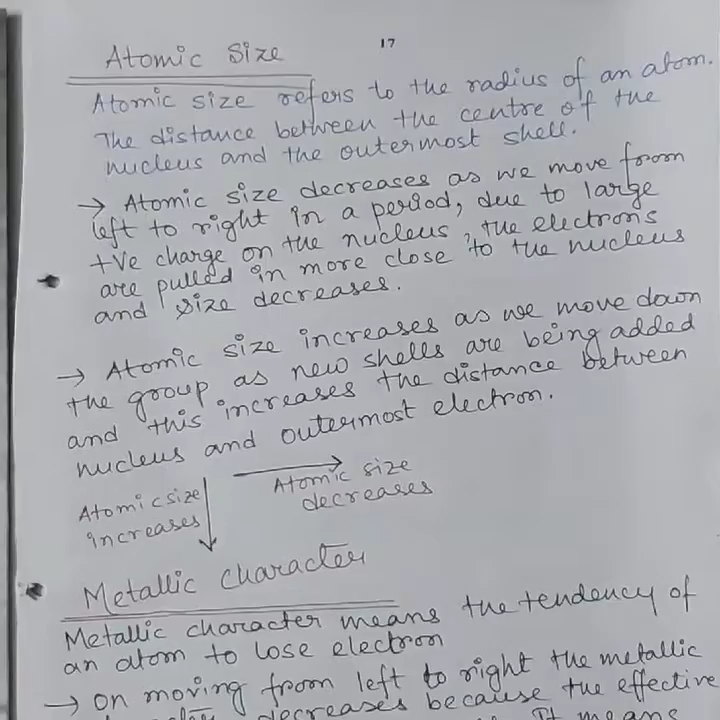 17
Atomic Size
Atomic size refers to the radius of an atom.
The distance between the centre of the
nucleus and the outermost shell.
→ Atomic size decreases as we move from
left to right in a period, due to large
+ve charge on the nucleus, the electrons
are pulled in more close to the nucleus
and size decreases.
→ Atomic size increases as we move down
the group as new shells are being added
and this increases the distance between
nucleus and outermost electron.
Atomic size
increases
Atomic size
decreases
Metallic character
Metallic character means the tendency of
an atom to lose electron
→ on moving from left to right the metallic
decreases because the effective
It means